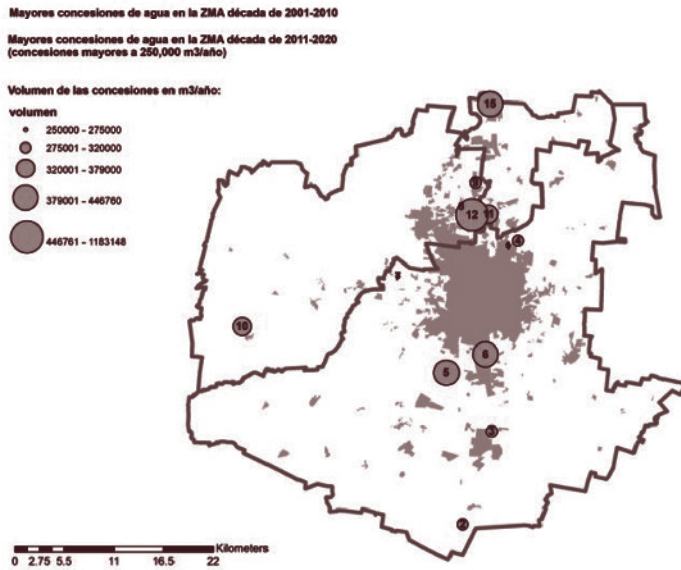 Mayores concesiones de agua en la ZMA década de 2001-2010
Mayores concesiones de agua en la ZMA década de 2011-2020
(concesiones mayores a 250,000 m3/año)
Volumen de las concesiones en m3/año:
volumen
250000 - 275000
275001 - 320000
320001 - 379000
379001 - 446760
446761 - 1183148
15
12
11
4
10
6
5
3
2
Kilometers
0 2.75 5.5 11 16.5 22